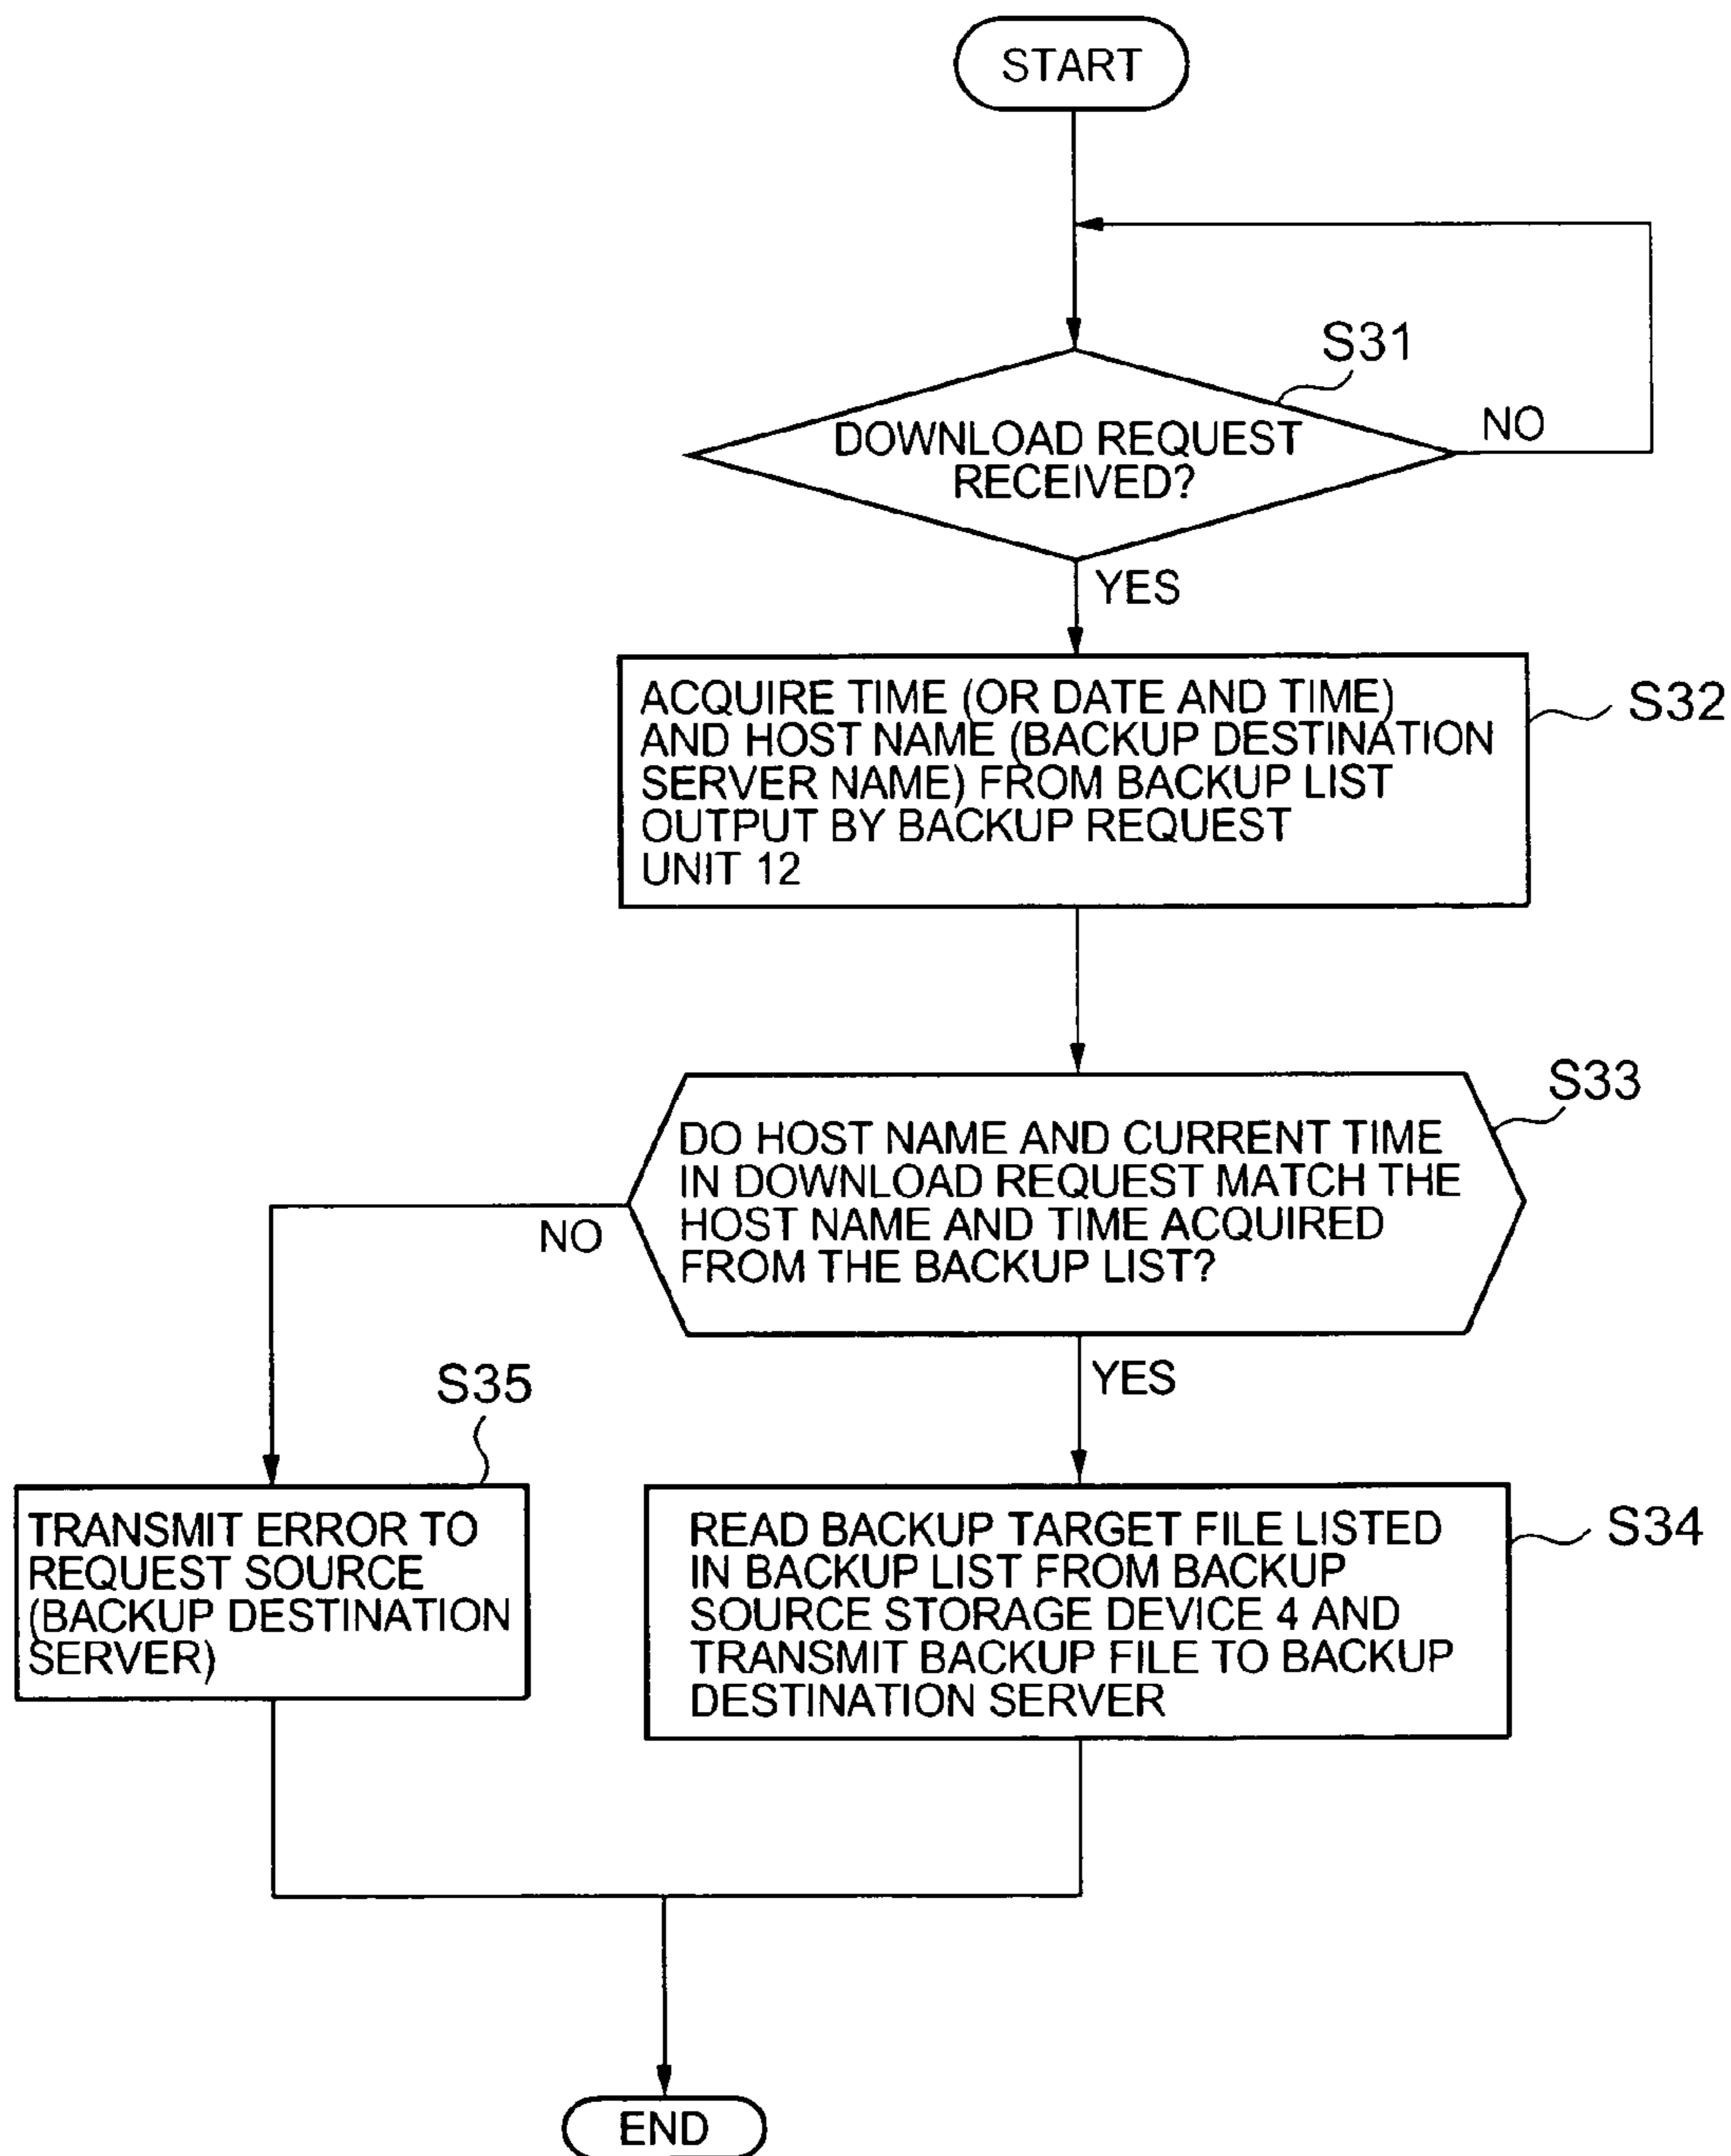 START
S31
DOWNLOAD REQUEST
RECEIVED?
NO
YES
S32
ACQUIRE TIME (OR DATE AND TIME)
AND HOST NAME (BACKUP DESTINATION
SERVER NAME) FROM BACKUP LIST
OUTPUT BY BACKUP REQUEST
UNIT 12
S33
DO HOST NAME AND CURRENT TIME
IN DOWNLOAD REQUEST MATCH THE
HOST NAME AND TIME ACQUIRED
FROM THE BACKUP LIST?
NO
YES
S35
TRANSMIT ERROR TO
REQUEST SOURCE
(BACKUP DESTINATION
SERVER)
S34
READ BACKUP TARGET FILE LISTED
IN BACKUP LIST FROM BACKUP
SOURCE STORAGE DEVICE 4 AND
TRANSMIT BACKUP FILE TO BACKUP
DESTINATION SERVER
END